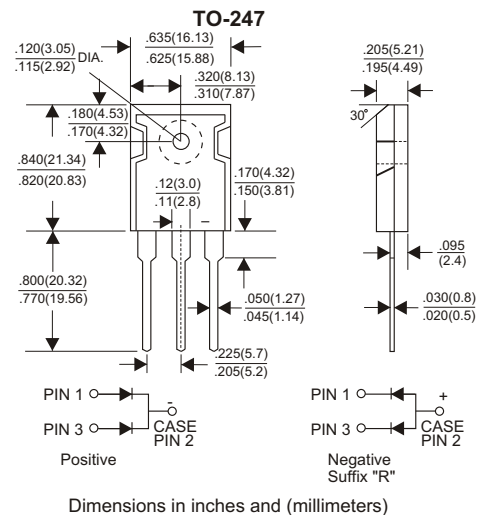 TO-247
.635(16.13)
.625(15.88)
.120(3.05)
.115(2.92)
DIA.
.320(8.13)
.310(7.87)
.205(5.21)
.195(4.49)
30°
.180(4.53)
.170(4.32)
.840(21.34)
.820(20.83)
.12(3.0)
.11(2.8)
.170(4.32)
.150(3.81)
.095
(2.4)
.800(20.32)
.770(19.56)
.050(1.27)
.045(1.14)
.030(0.8)
.020(0.5)
.225(5.7)
.205(5.2)
PIN 1
-
PIN 3
CASE
PIN 2
Positive
PIN 1
+
PIN 3
CASE
PIN 2
Negative
Suffix "R"
Dimensions in inches and (millimeters)